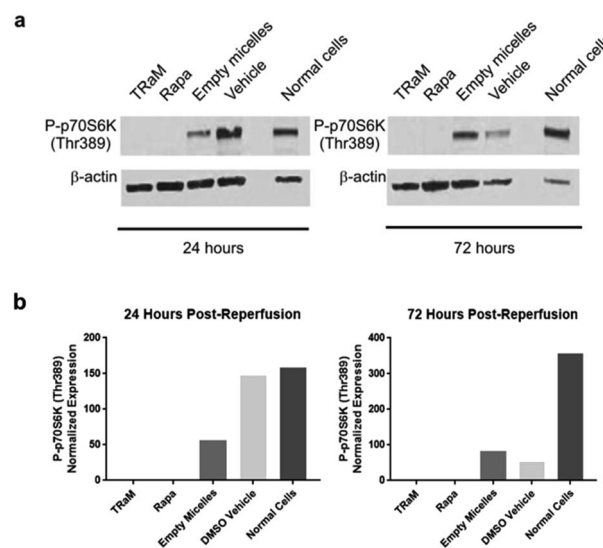 a
TRaM
Rapa
Empty micelles
Vehicle
Normal cells
P-p70S6K
(Thr389)
β-actin
24 hours
TRaM
Rapa
Empty micelles
Vehicle
Normal cells
P-p70S6K
(Thr389)
β-actin
72 hours
b
24 Hours Post-Reperfusion
P-p70S6K (Thr389)
Normalized Expression
200
150
100
50
0
TRaM
Rapa
Empty Micelles
DMSO Vehicle
Normal Cells
72 Hours Post-Reperfusion
P-p70S6K (Thr389)
Normalized Expression
400
300
200
100
0
TRaM
Rapa
Empty Micelles
DMSO Vehicle
Normal Cells